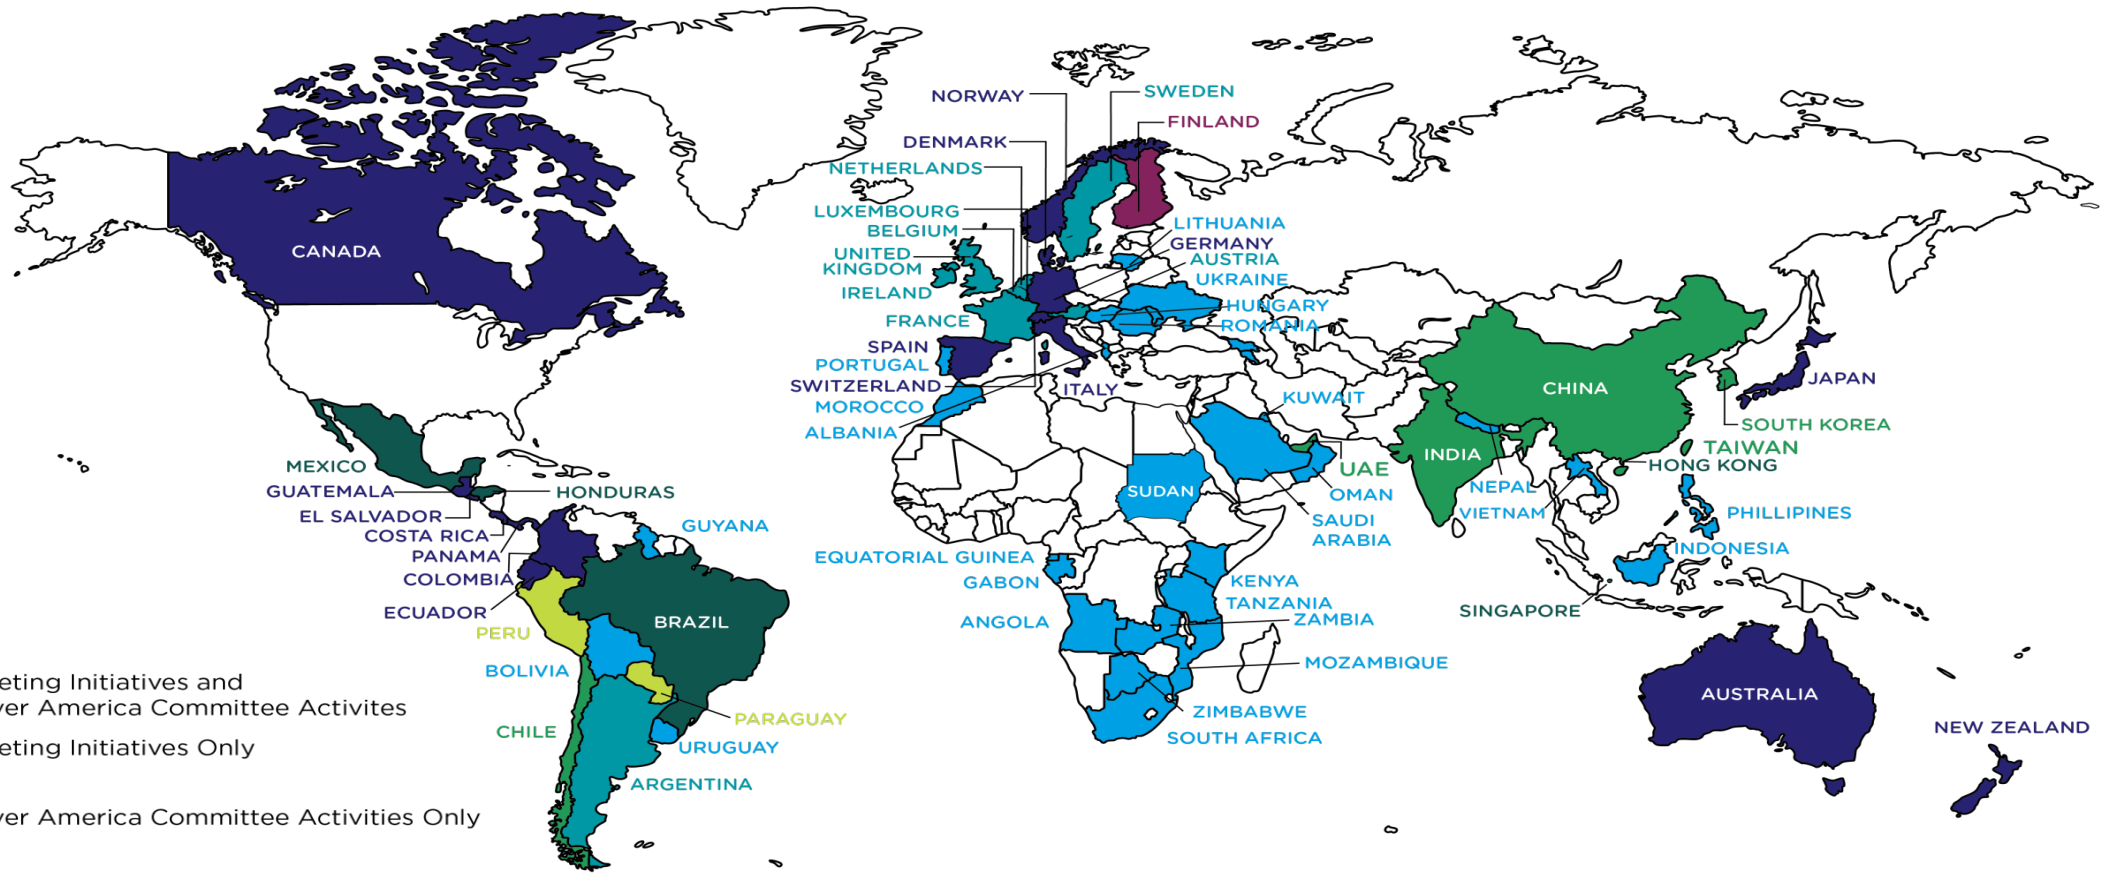 NORWAY
SWEDEN
FINLAND
DENMARK
NETHERLANDS
LUXEMBOURG
BELGIUM
UNITED
KINGDOM
IRELAND
FRANCE
SPAIN
PORTUGAL
SWITZERLAND
ITALY
MOROCCO
ALBANIA
LITHUANIA
GERMANY
AUSTRIA
UKRAINE
HUNGARY
ROMANIA
CANADA
MEXICO
GUATEMALA
HONDURAS
EL SALVADOR
COSTA RICA
PANAMA
COLOMBIA
ECUADOR
GUYANA
PERU
BRAZIL
BOLIVIA
CHILE
PARAGUAY
URUGUAY
ARGENTINA
KUWAIT
UAE
OMAN
SAUDI
ARABIA
SUDAN
EQUATORIAL GUINEA
GABON
ANGOLA
KENYA
TANZANIA
ZAMBIA
MOZAMBIQUE
ZIMBABWE
SOUTH AFRICA
CHINA
INDIA
JAPAN
SOUTH KOREA
TAIWAN
HONG KONG
NEPAL
VIETNAM
PHILLIPINES
INDONESIA
SINGAPORE
AUSTRALIA
NEW ZEALAND
eting Initiatives and
ver America Committee Activites
eting Initiatives Only
ver America Committee Activities Only